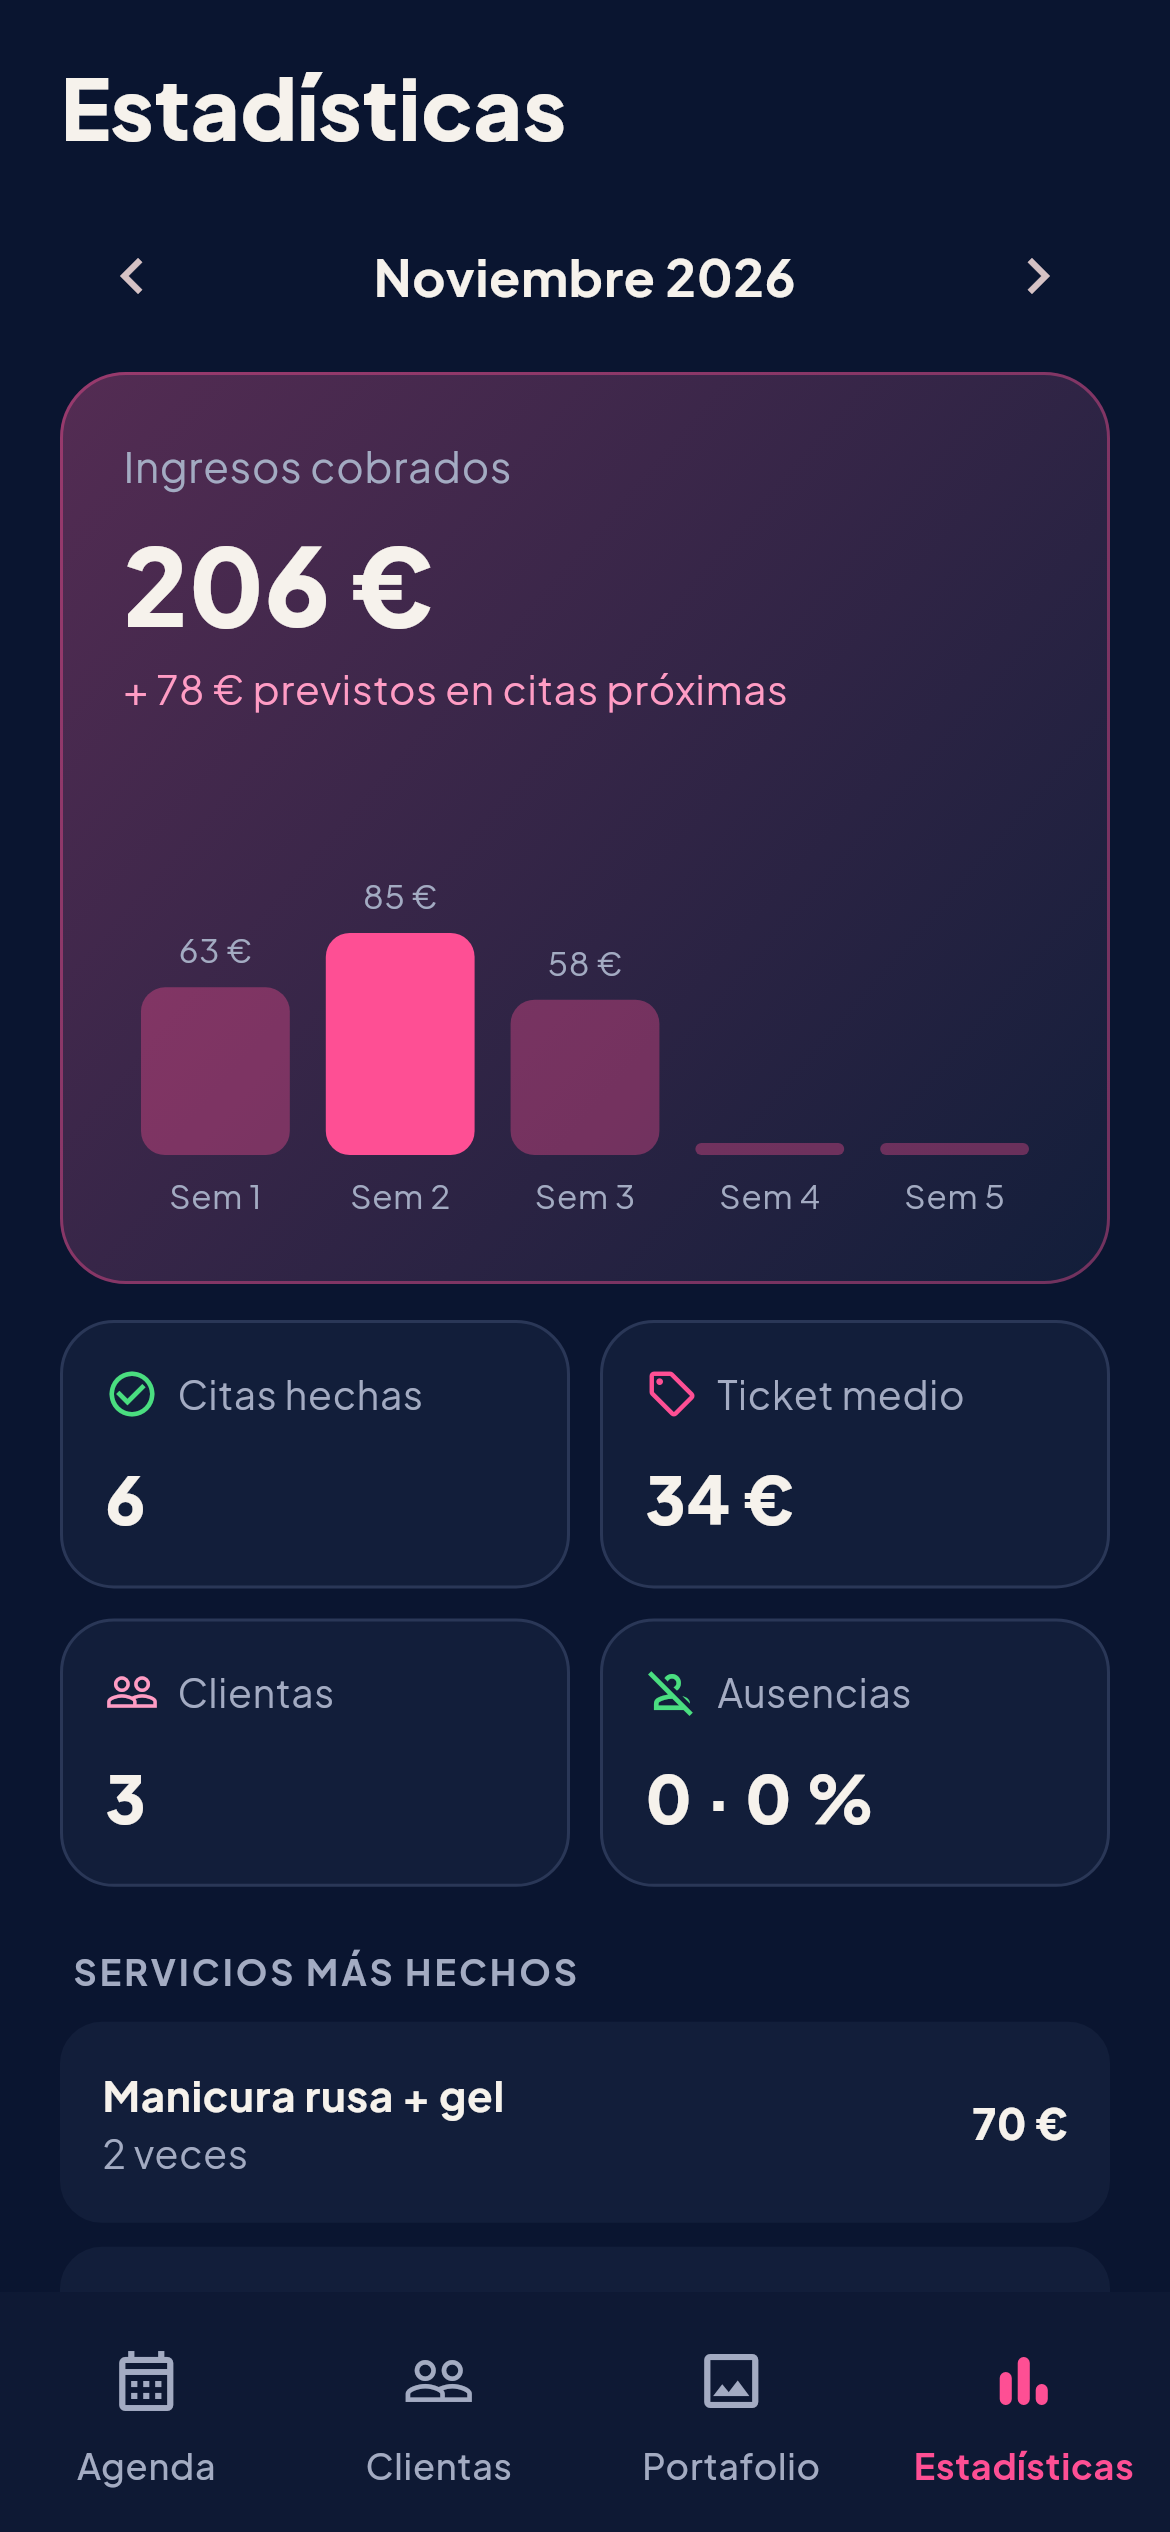 Estadísticas
Noviembre 2026
Ingresos cobrados
206 €
+ 78 € previstos en citas próximas
63 €
85 €
58 €
Sem 1
Sem 2
Sem 3
Sem 4
Sem 5
Citas hechas
6
Ticket medio
34 €
Clientas
3
Ausencias
0 · 0 %
SERVICIOS MÁS HECHOS
Manicura rusa + gel
2 veces
70 €
Agenda
Clientas
Portafolio
Estadísticas